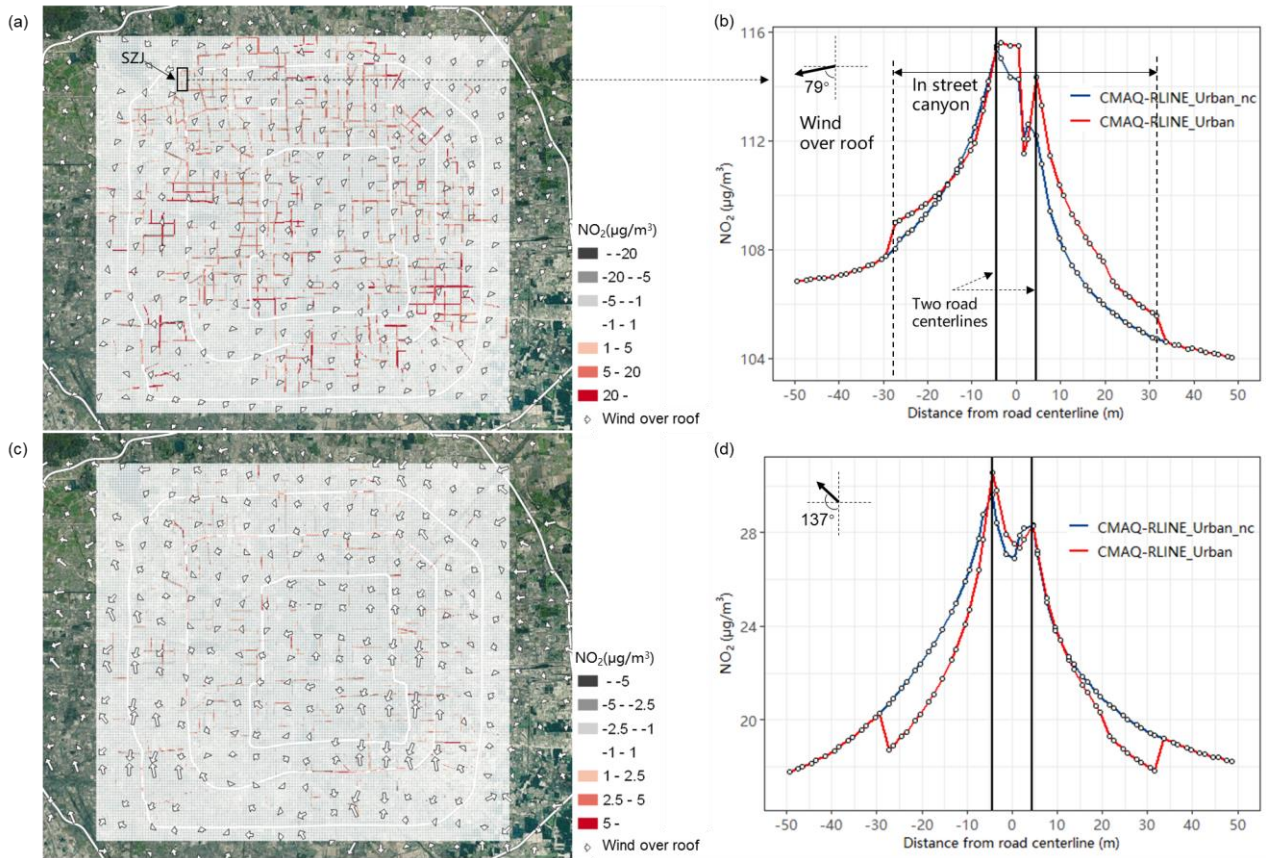 (a)
SZJ
NO₂(μg/m³)
- -20
-20 - -5
-5 - -1
-1 - 1
1 - 5
5 - 20
20 -
Wind over roof
(b)
116
112
108
104
NO₂ (μg/m³)
79°
Wind
over roof
In street
canyon
CMAQ-RLINE_Urban_nc
CMAQ-RLINE_Urban
Two road
centerlines
-50 -40 -30 -20 -10 0 10 20 30 40 50
Distance from road centerline (m)
(c)
NO₂(μg/m³)
- -5
-5 - -2.5
-2.5 - -1
-1 - 1
1 - 2.5
2.5 - 5
5 -
Wind over roof
(d)
28
24
20
NO₂ (μg/m³)
137°
CMAQ-RLINE_Urban_nc
CMAQ-RLINE_Urban
-50 -40 -30 -20 -10 0 10 20 30 40 50
Distance from road centerline (m)